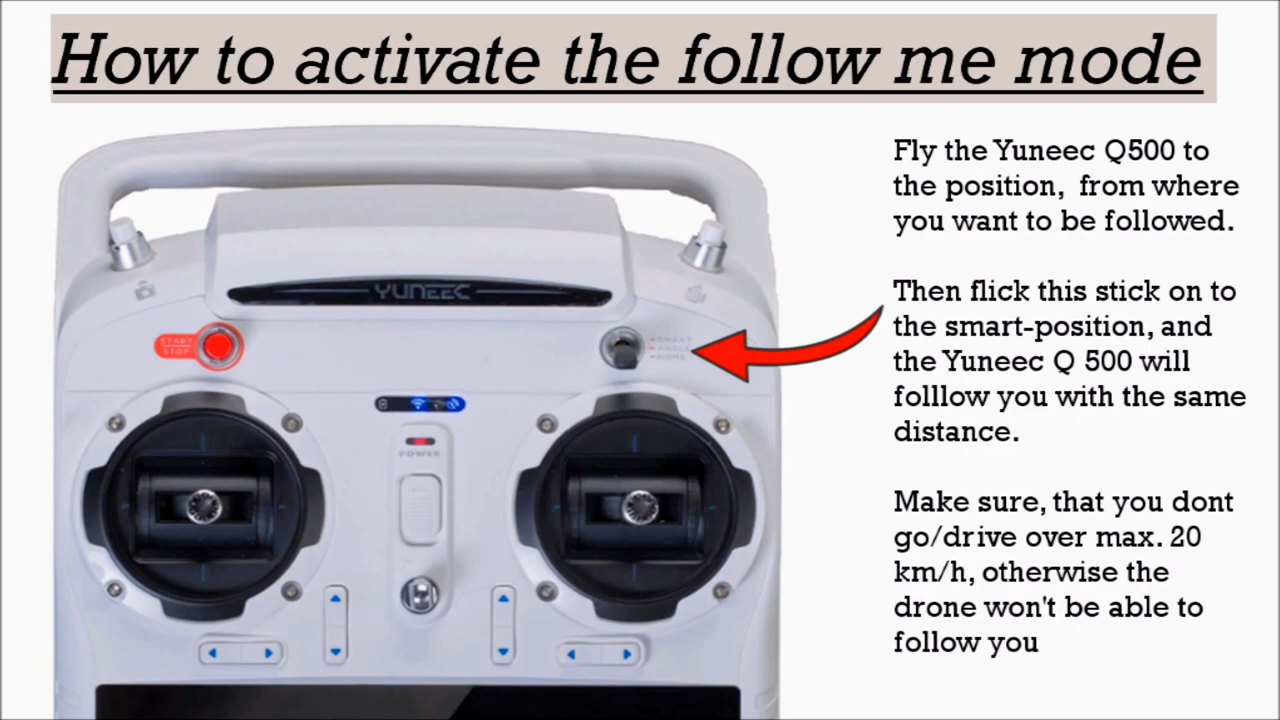 How to activate the follow me mode
Fly the Yuneec Q500 to
the position, from where
you want to be followed.
Then flick this stick on to
the smart-position, and
the Yuneec Q 500 will
folllow you with the same
distance.
Make sure, that you dont
go/drive over max. 20
km/h, otherwise the
drone won't be able to
follow you
YUNEEC
START
STOP
SMART
ANGLE
HOME
POWER